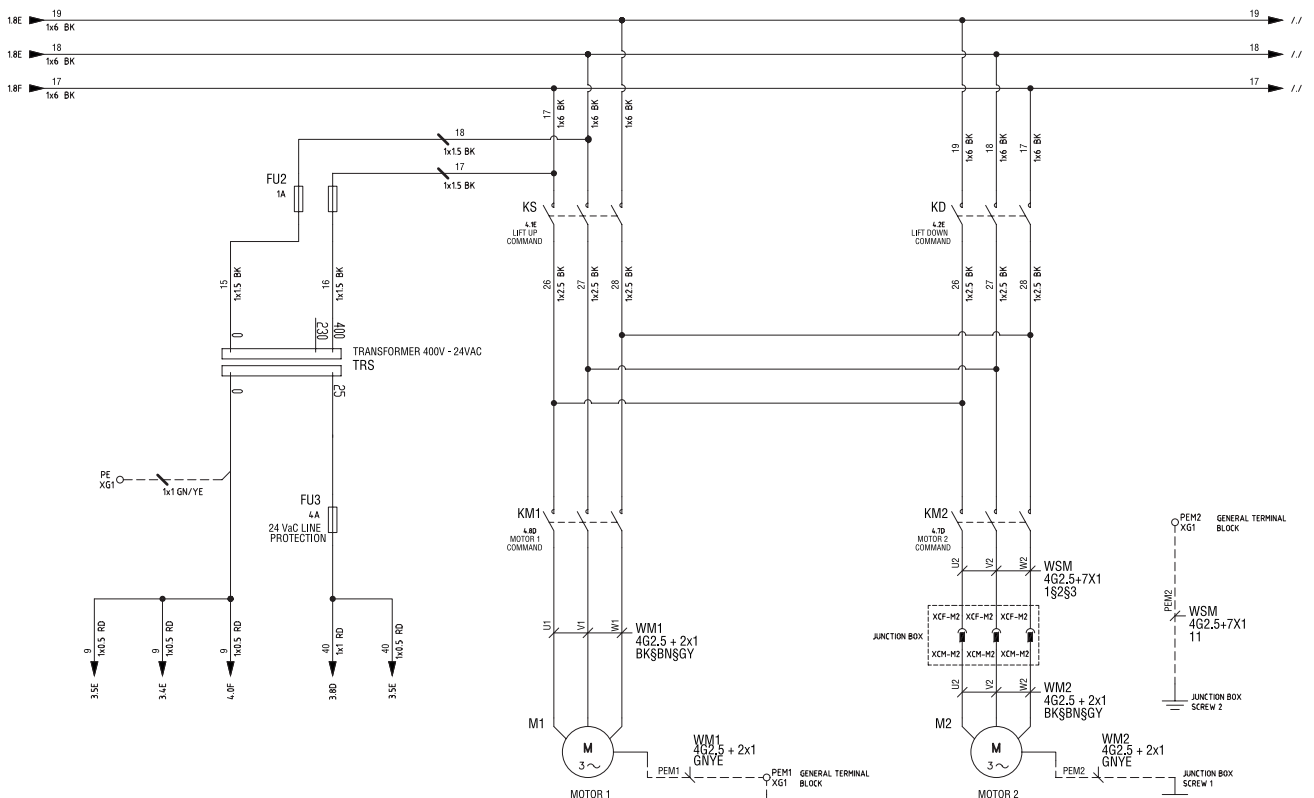 1.8E 19 1x6 BK
19 /./
1.8E 18 1x6 BK
18 /./
1.8F 17 1x6 BK
17 /./
17 1x6 BK
1x6 BK
1x6 BK
19 1x6 BK
18 1x6 BK
17 1x6 BK
18
1x1.5 BK
17
1x1.5 BK
FU2
1A
KS
4.1E
LIFT UP
COMMAND
KD
4.2E
LIFT DOWN
COMMAND
15 1x1.5 BK
16 1x1.5 BK
26 1x2.5 BK
27 1x2.5 BK
28 1x2.5 BK
26 1x2.5 BK
27 1x2.5 BK
28 1x2.5 BK
0
230
400
TRANSFORMER 400V - 24VAC
TRS
0
25
PE
XG1
1x1 GN/YE
FU3
4A
24 VaC LINE
PROTECTION
KM1
4.8D
MOTOR 1
COMMAND
KM2
4.7D
MOTOR 2
COMMAND
PEM2
XG1
GENERAL TERMINAL
BLOCK
U2 V2 W2
WSM
4G2.5+7X1
1§2§3
PEM2
WSM
4G2.5+7X1
11
XCF-M2 XCF-M2 XCF-M2
JUNCTION BOX
XCM-M2 XCM-M2 XCM-M2
U1 V1 W1
WM1
4G2.5 + 2x1
BK§BN§GY
9 1x0.5 RD
9 1x0.5 RD
9 1x0.5 RD
40 1x1 RD
40 1x0.5 RD
3.5E
3.4E
4.0F
3.8D
3.5E
U2 V2 W2
WM2
4G2.5 + 2x1
BK§BN§GY
JUNCTION BOX
SCREW 2
M1
M
3~
MOTOR 1
WM1
4G2.5 + 2x1
GNYE
PEM1
PEM1
XG1
GENERAL TERMINAL
BLOCK
M2
M
3~
MOTOR 2
WM2
4G2.5 + 2x1
GNYE
PEM2
JUNCTION BOX
SCREW 1